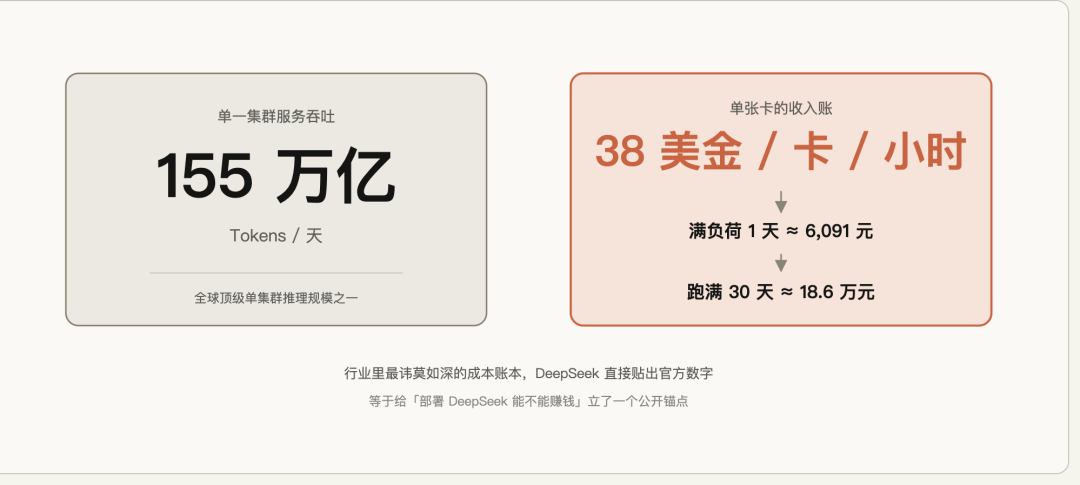 单一集群服务吞吐
155 万亿
Tokens / 天
全球顶级单集群推理规模之一
单张卡的收入账
38 美金 / 卡 / 小时
满负荷 1 天 ≈ 6,091 元
跑满 30 天 ≈ 18.6 万元
行业里最讳莫如深的成本账本，DeepSeek 直接贴出官方数字
等于给「部署 DeepSeek 能不能赚钱」立了一个公开锚点